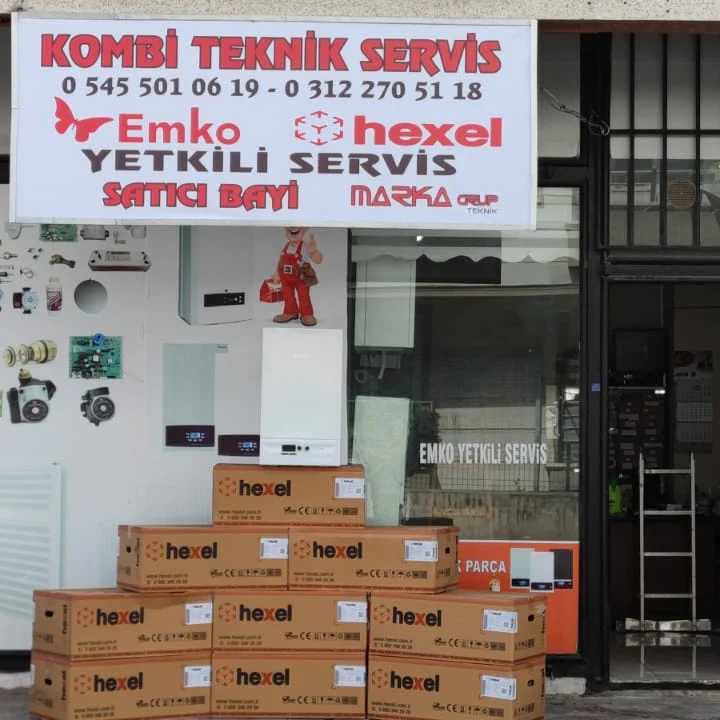 KOMBİ TEKNİK SERVİS
0 545 501 06 19 - 0 312 270 51 18
Emko hexel
YETKİLİ SERVİS
SATICI BAYİ MARKA GRUP
TEKNİK
EMKO YETKİLİ SERVİS
K PARÇA
hexel
hexel hexel
hexel hexel hexel
hexel hexel hexel